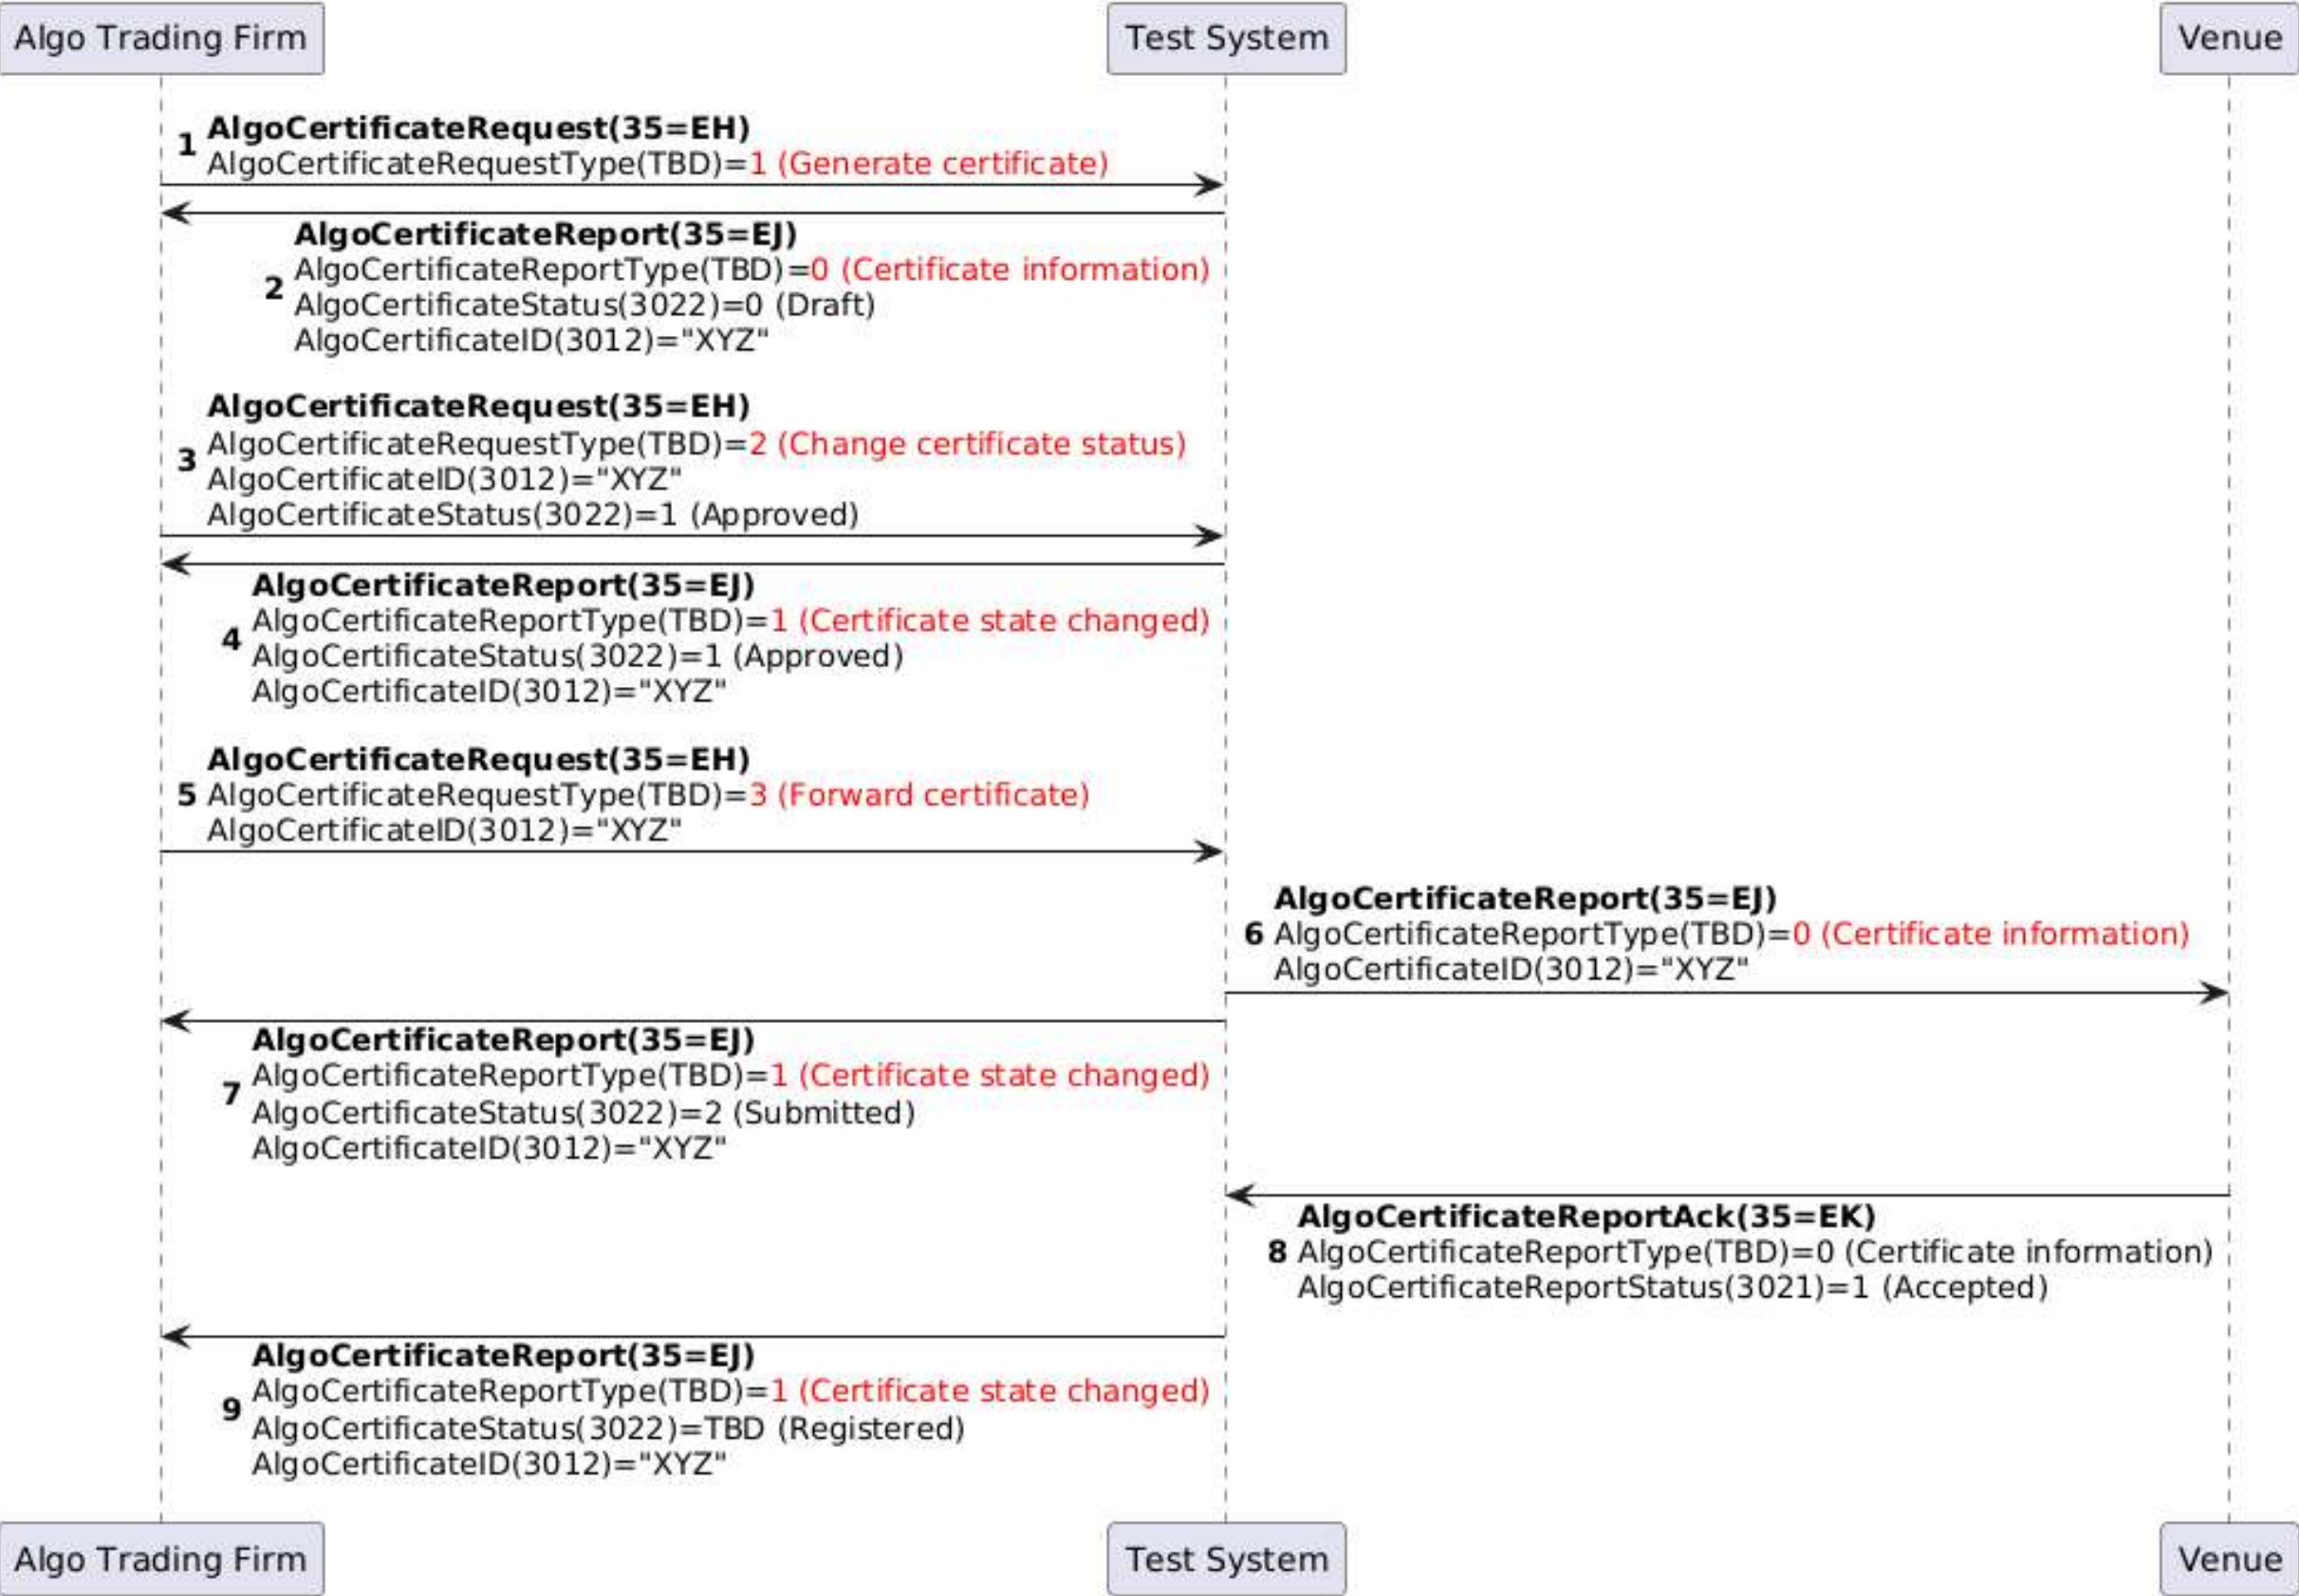 Algo Trading Firm
Test System
Venue
AlgoCertificateRequest(35=EH)
1
AlgoCertificateRequestType(TBD)=1 (Generate certificate)
AlgoCertificateReport(35=EJ)
AlgoCertificateReportType(TBD)=0 (Certificate information)
2
AlgoCertificateStatus(3022)=0 (Draft)
AlgoCertificateID(3012)="XYZ"
AlgoCertificateRequest(35=EH)
AlgoCertificateRequestType(TBD)=2 (Change certificate status)
3
AlgoCertificateID(3012)="XYZ"
AlgoCertificateStatus(3022)=1 (Approved)
AlgoCertificateReport(35=EJ)
AlgoCertificateReportType(TBD)=1 (Certificate state changed)
4
AlgoCertificateStatus(3022)=1 (Approved)
AlgoCertificateID(3012)="XYZ"
AlgoCertificateRequest(35=EH)
5 AlgoCertificateRequestType(TBD)=3 (Forward certificate)
AlgoCertificateID(3012)="XYZ"
AlgoCertificateReport(35=EJ)
6 AlgoCertificateReportType(TBD)=0 (Certificate information)
AlgoCertificateID(3012)="XYZ"
AlgoCertificateReport(35=EJ)
AlgoCertificateReportType(TBD)=1 (Certificate state changed)
7
AlgoCertificateStatus(3022)=2 (Submitted)
AlgoCertificateID(3012)="XYZ"
AlgoCertificateReportAck(35=EK)
8 AlgoCertificateReportType(TBD)=0 (Certificate information)
AlgoCertificateReportStatus(3021)=1 (Accepted)
AlgoCertificateReport(35=EJ)
AlgoCertificateReportType(TBD)=1 (Certificate state changed)
9
AlgoCertificateStatus(3022)=TBD (Registered)
AlgoCertificateID(3012)="XYZ"
Algo Trading Firm
Test System
Venue